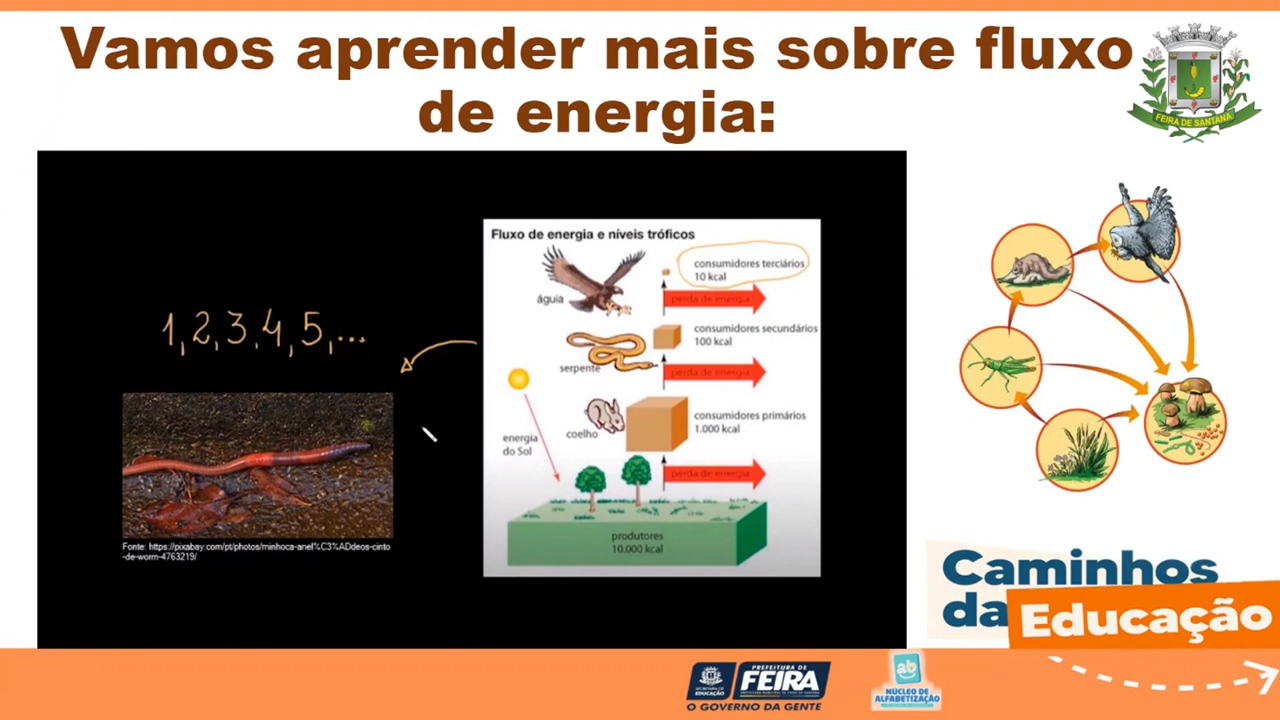 Vamos aprender mais sobre fluxo
de energia:
FEIRA DE SANTANA
1,2,3,4,5,...
Fonte: https://pixabay.com/pt/photos/minhoca-anel%C3%ADdeos-cinto
-de-worm-4763219/
Fluxo de energia e níveis tróficos
consumidores terciários
10 kcal
águia
perda de energia
consumidores secundários
100 kcal
serpente
perda de energia
consumidores primários
1.000 kcal
coelho
energia
do Sol
perda de energia
produtores
10.000 kcal
Caminhos
da Educação
SECRETARIA DE
EDUCAÇÃO
PREFEITURA DE
FEIRA
O GOVERNO DA GENTE
ab
NÚCLEO DE
ALFABETIZAÇÃO